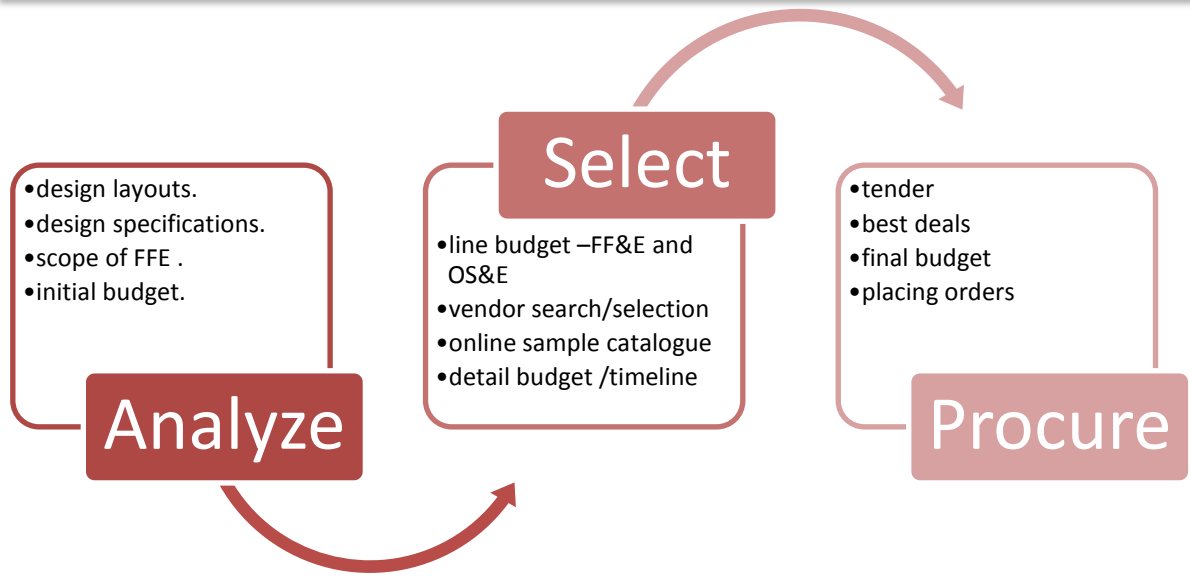 Analyze
•design layouts.
•design specifications.
•scope of FFE .
•initial budget.
Select
•line budget –FF&E and
OS&E
•vendor search/selection
•online sample catalogue
•detail budget /timeline
Procure
•tender
•best deals
•final budget
•placing orders